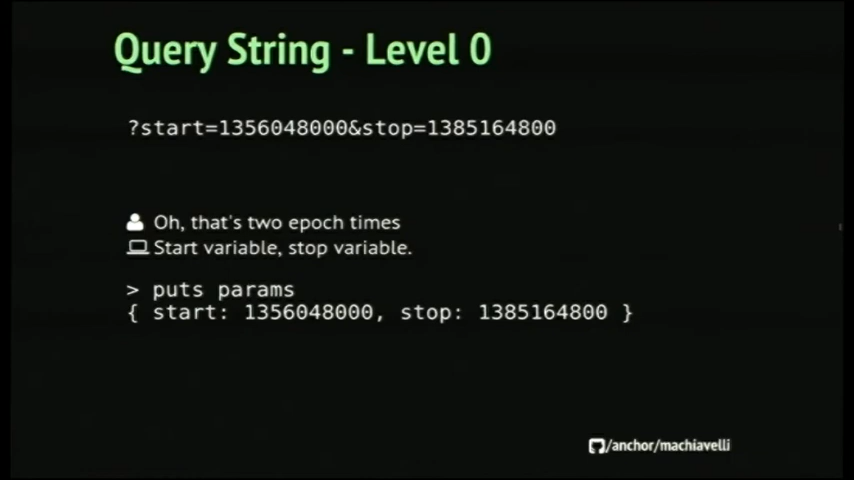 Query String - Level 0
?start=1356048000&stop=1385164800
Oh, that's two epoch times
Start variable, stop variable.
> puts params
{ start: 1356048000, stop: 1385164800 }
/anchor/machiavelli